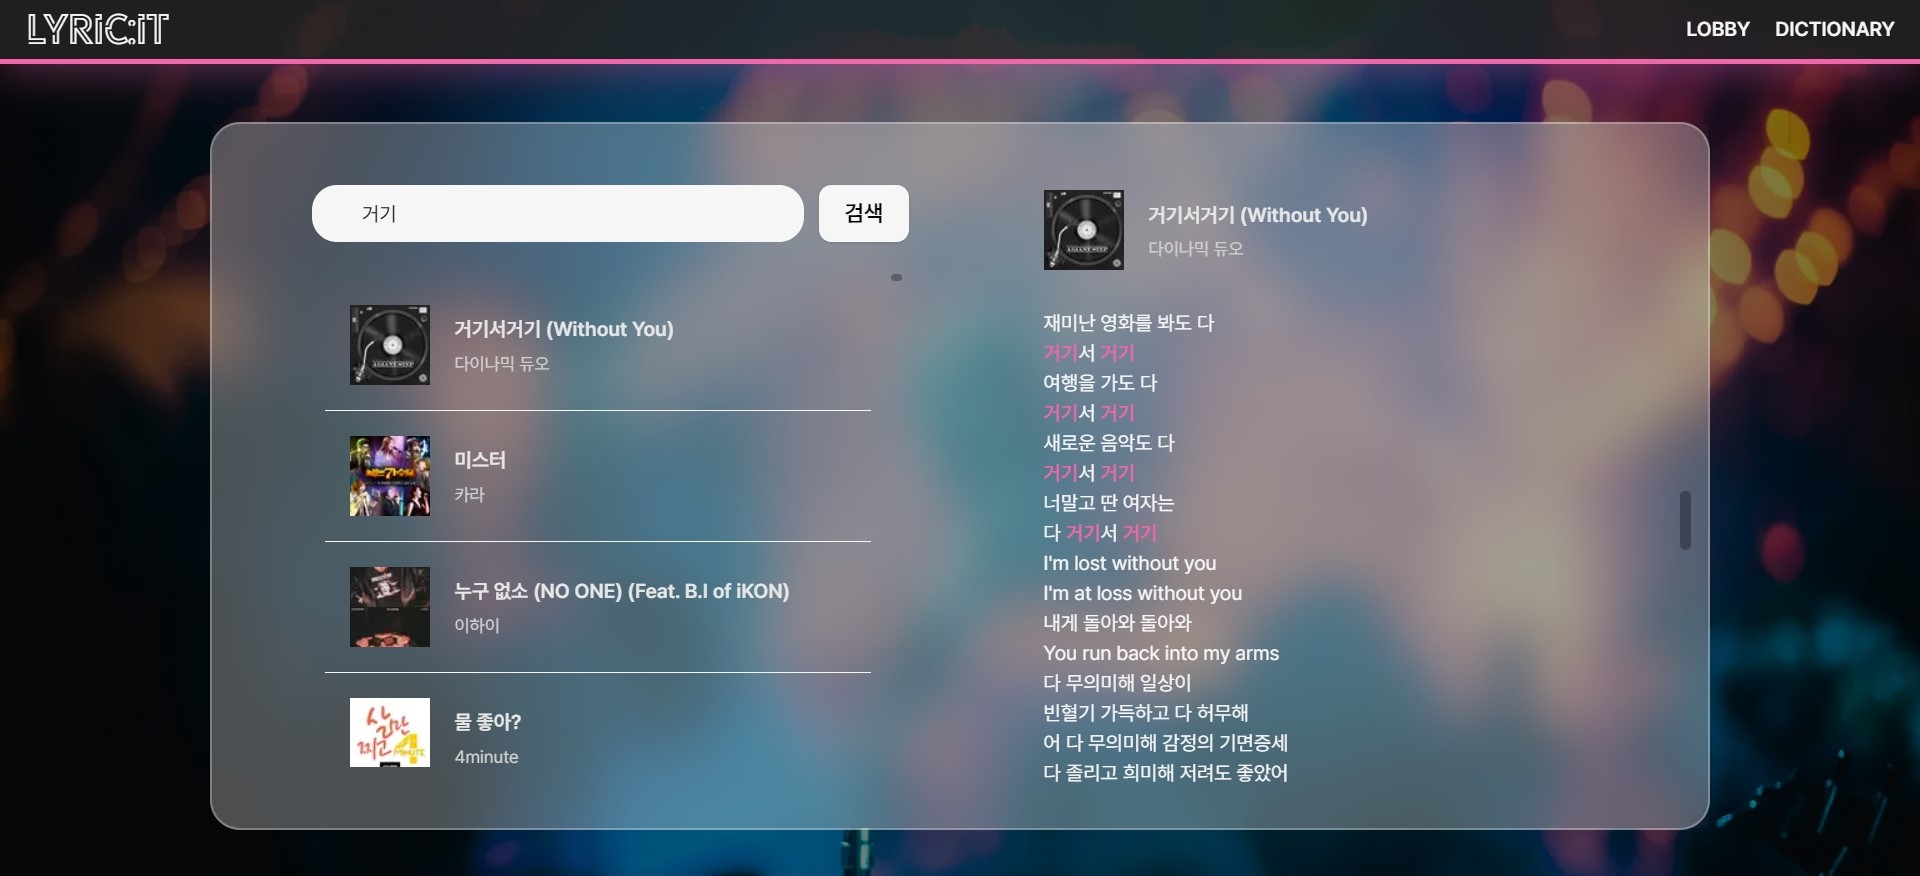 LYRiC:iT
LOBBY
DICTIONARY
거기
검색
거기서거기 (Without You)
다이나믹 듀오
미스터
카라
누구 없소 (NO ONE) (Feat. B.I of iKON)
이하이
살만
찌고 4MINUTE
물 좋아?
4minute
거기서거기 (Without You)
다이나믹 듀오
재미난 영화를 봐도 다
거기서 거기
여행을 가도 다
거기서 거기
새로운 음악도 다
거기서 거기
너말고 딴 여자는
다 거기서 거기
I'm lost without you
I'm at loss without you
내게 돌아와 돌아와
You run back into my arms
다 무의미해 일상이
빈혈기 가득하고 다 허무해
어 다 무의미해 감정의 기면증세
다 졸리고 희미해 저려도 좋았어